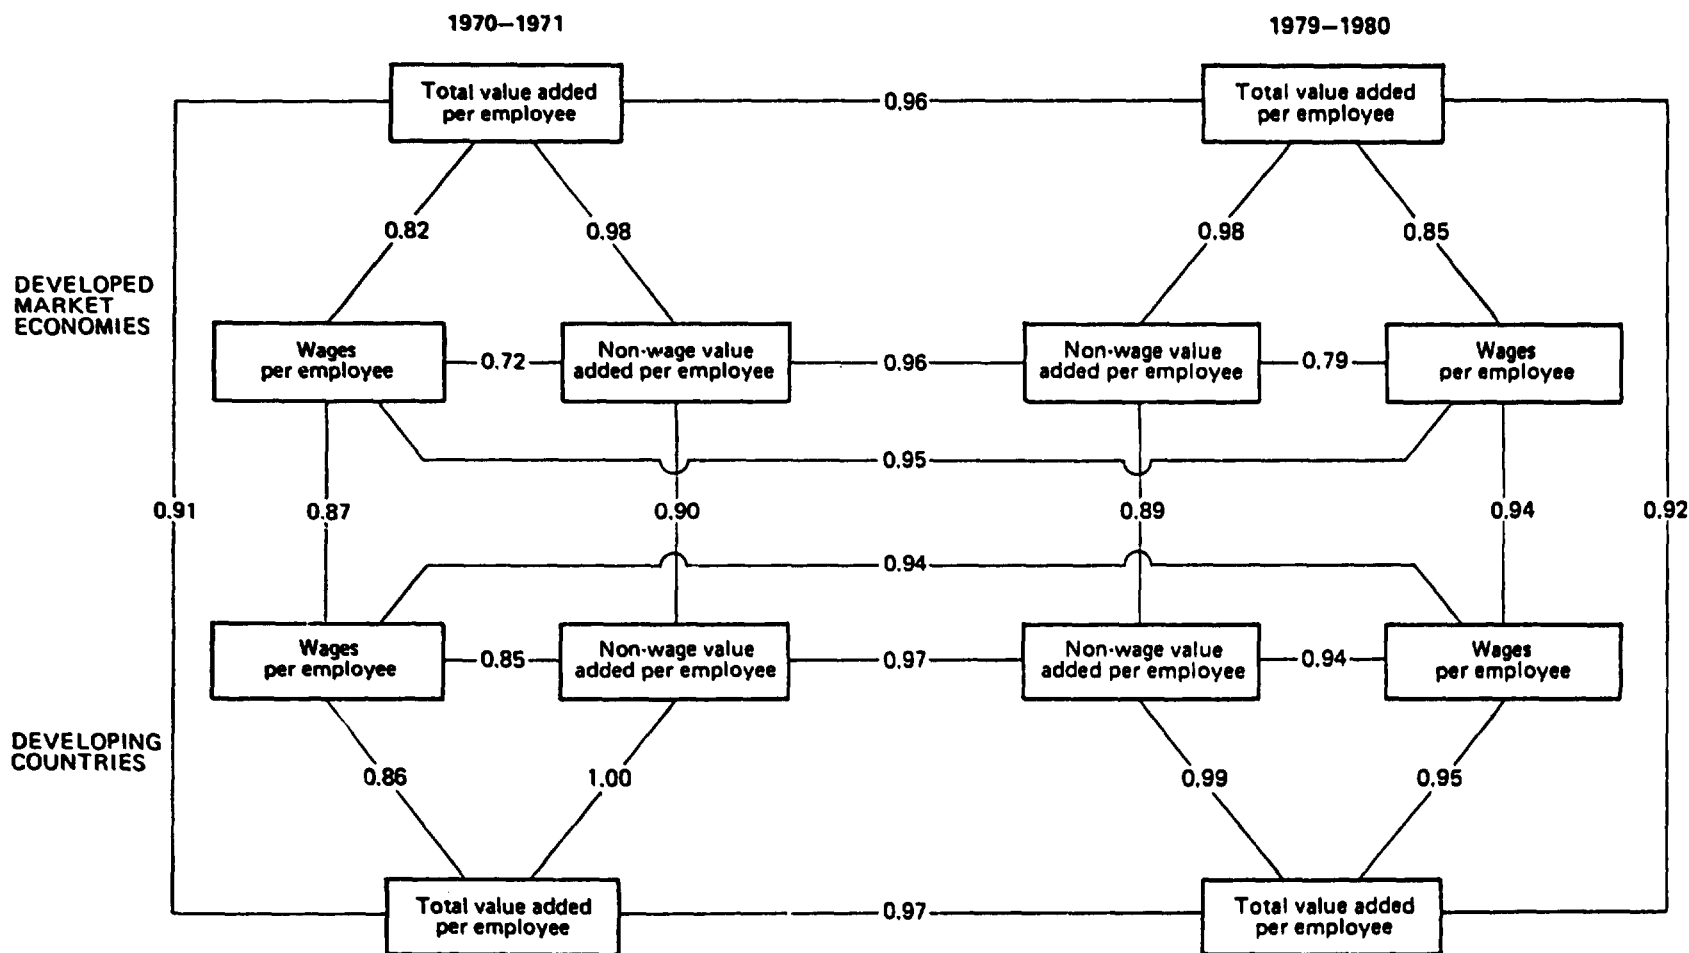 1970–1971
1979–1980
Total value added
per employee
0.96
Total value added
per employee
0.82
0.98
0.98
0.85
DEVELOPED
MARKET
ECONOMIES
Wages
per employee
0.72
Non-wage value
added per employee
0.96
Non-wage value
added per employee
0.79
Wages
per employee
0.95
0.91
0.87
0.90
0.89
0.94
0.92
0.94
Wages
per employee
0.85
Non-wage value
added per employee
0.97
Non-wage value
added per employee
0.94
Wages
per employee
DEVELOPING
COUNTRIES
0.86
1.00
0.99
0.95
Total value added
per employee
0.97
Total value added
per employee